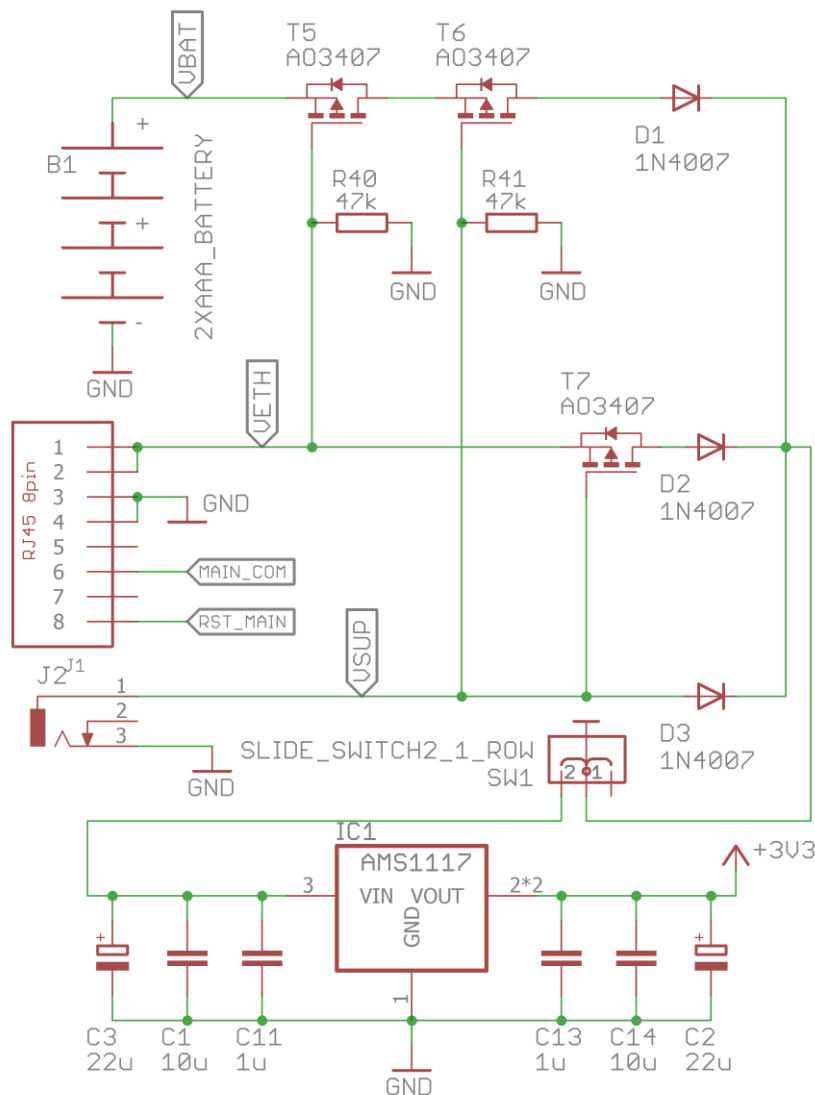 T5
AO3407
T6
AO3407
VBAT
+
B1
+
-
2XAAA_BATTERY
GND
R40
47k
GND
R41
47k
GND
D1
1N4007
VETH
T7
AO3407
D2
1N4007
RJ45 8pin
1
2
3
4
5
6
7
8
GND
MAIN_COM
RST_MAIN
VSUP
J2
J1
1
2
3
GND
D3
1N4007
SLIDE_SWITCH2_1_ROW
SW1
2 1
IC1
AMS1117
3
VIN VOUT
GND
1
2*2
+3V3
+
C3
22u
C1
10u
C11
1u
GND
C13
1u
C14
10u
+
C2
22u